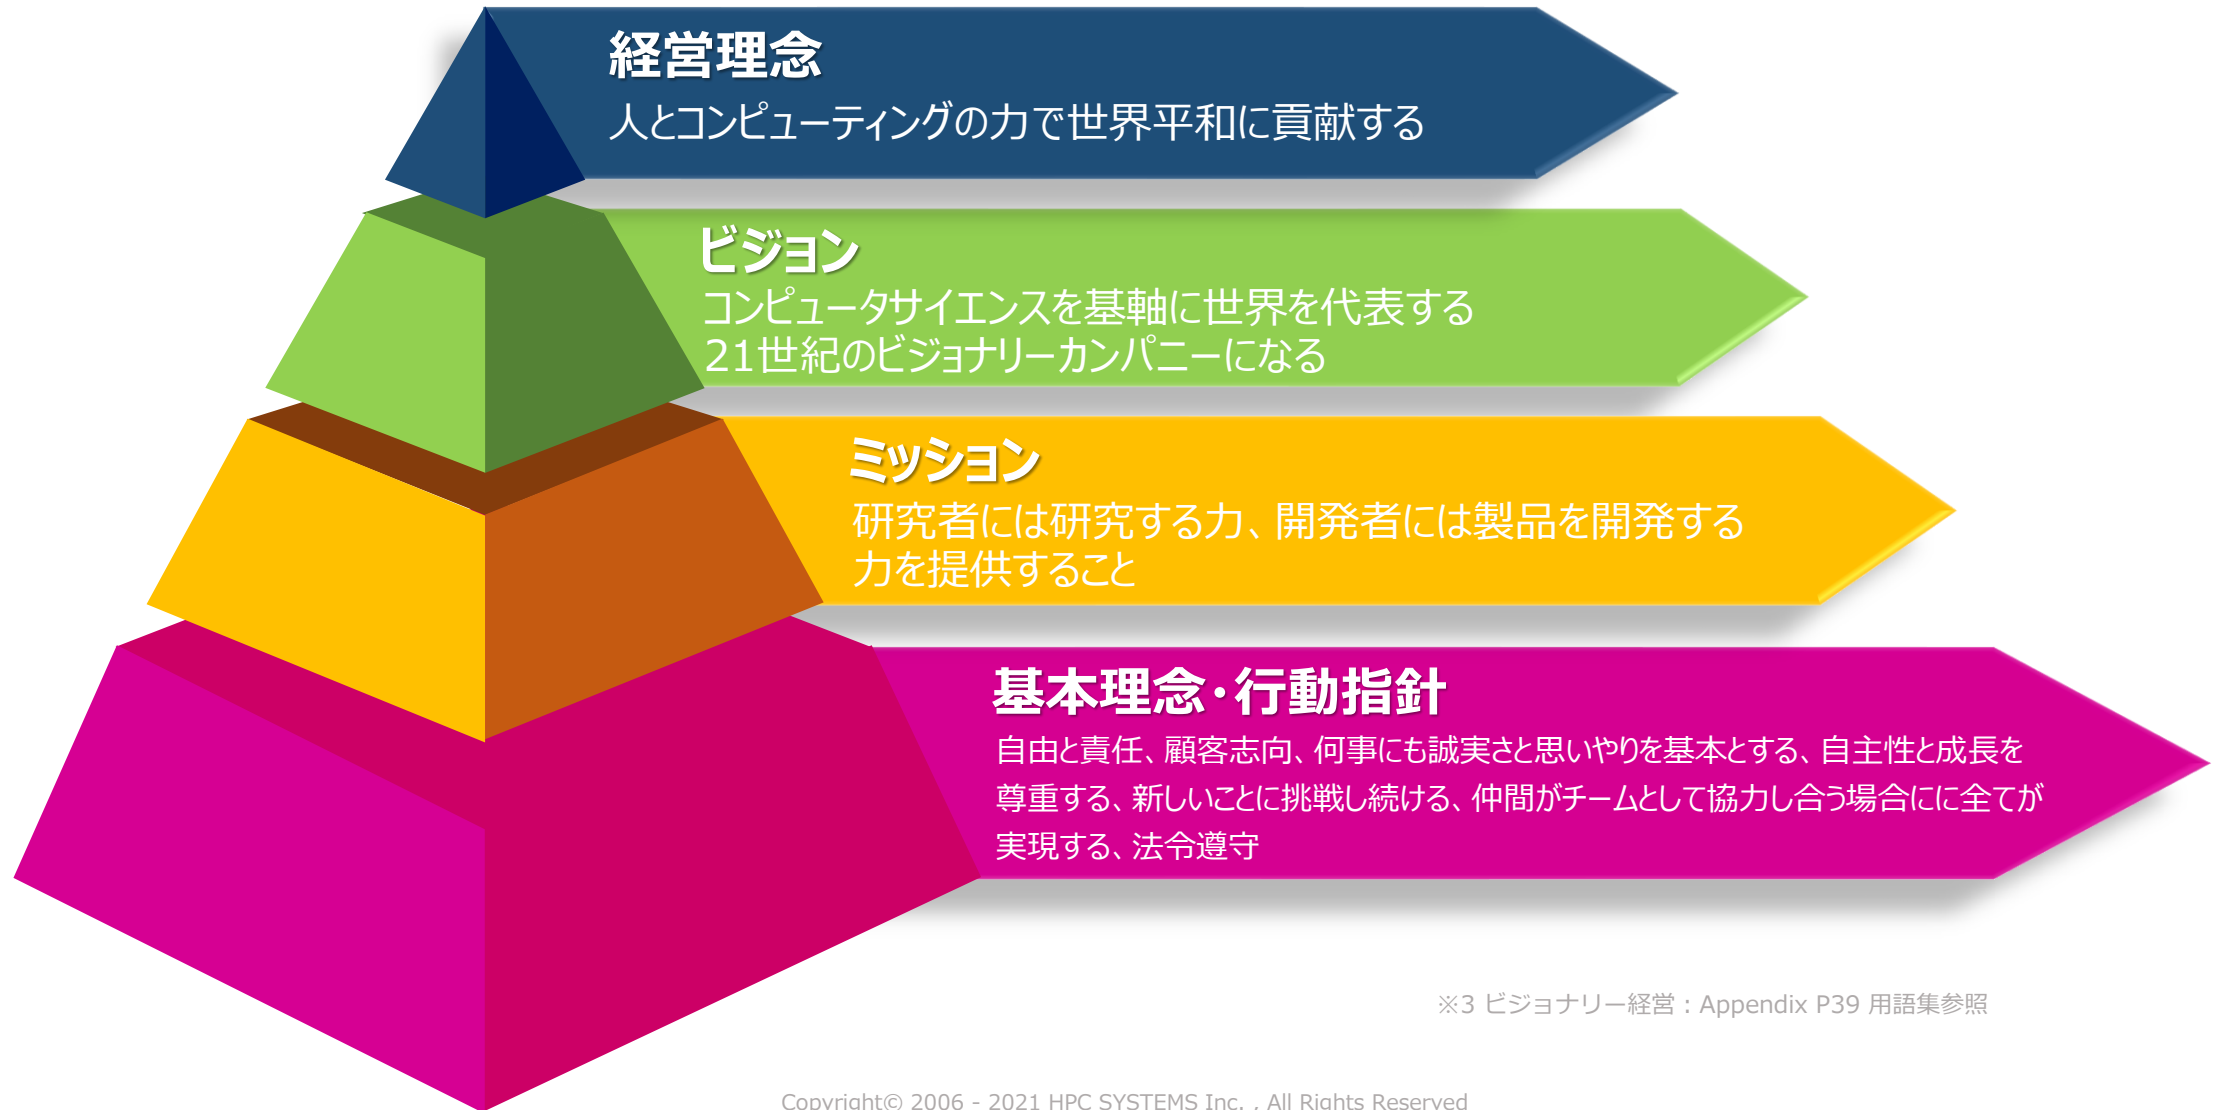 経営理念
人とコンピューティングの力で世界平和に貢献する
ビジョン
コンピュータサイエンスを基軸に世界を代表する
21世紀のビジョナリーカンパニーになる
ミッション
研究者には研究する力、開発者には製品を開発する
力を提供すること
基本理念・行動指針
自由と責任、顧客志向、何事にも誠実さと思いやりを基本とする、自主性と成長を
尊重する、新しいことに挑戦し続ける、仲間がチームとして協力し合う場合にに全てが
実現する、法令遵守
※3 ビジョナリー経営：Appendix P39 用語集参照
Copyright© 2006 - 2021 HPC SYSTEMS Inc. , All Rights Reserved